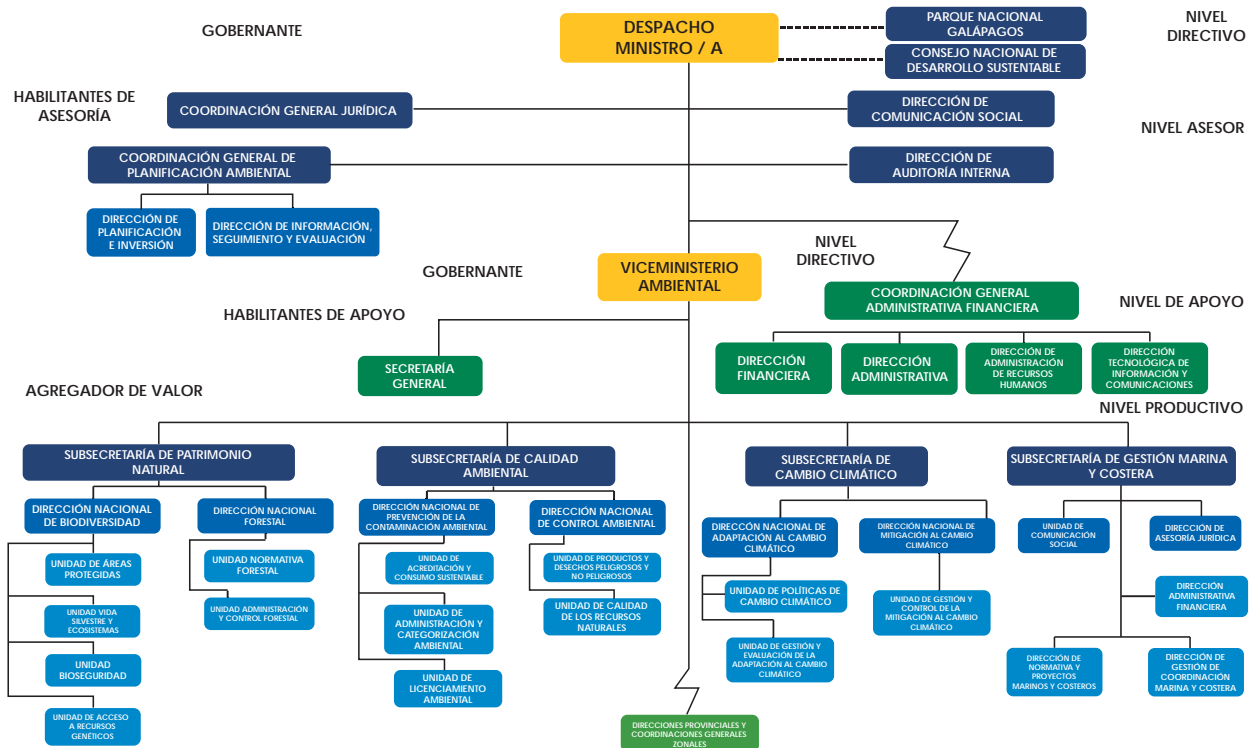 GOBERNANTE
DESPACHO
MINISTRO / A
PARQUE NACIONAL
GALÁPAGOS
NIVEL
DIRECTIVO
CONSEJO NACIONAL DE
DESARROLLO SUSTENTABLE
HABILITANTES DE
ASESORÍA
COORDINACIÓN GENERAL JURÍDICA
DIRECCIÓN DE
COMUNICACIÓN SOCIAL
NIVEL ASESOR
COORDINACIÓN GENERAL DE
PLANIFICACIÓN AMBIENTAL
DIRECCIÓN DE
AUDITORÍA INTERNA
DIRECCIÓN DE
PLANIFICACIÓN
E INVERSIÓN
DIRECCIÓN DE INFORMACIÓN,
SEGUIMIENTO Y EVALUACIÓN
GOBERNANTE
VICEMINISTERIO
AMBIENTAL
NIVEL
DIRECTIVO
COORDINACIÓN GENERAL
ADMINISTRATIVA FINANCIERA
NIVEL DE APOYO
HABILITANTES DE APOYO
SECRETARÍA
GENERAL
DIRECCIÓN
FINANCIERA
DIRECCIÓN
ADMINISTRATIVA
DIRECCIÓN DE
ADMINISTRACIÓN
DE RECURSOS
HUMANOS
DIRECCIÓN
TECNOLÓGICA DE
INFORMACIÓN Y
COMUNICACIONES
AGREGADOR DE VALOR
NIVEL PRODUCTIVO
SUBSECRETARÍA DE PATRIMONIO
NATURAL
SUBSECRETARÍA DE CALIDAD
AMBIENTAL
SUBSECRETARÍA DE
CAMBIO CLIMÁTICO
SUBSECRETARÍA DE GESTIÓN MARINA
Y COSTERA
DIRECCIÓN NACIONAL
DE BIODIVERSIDAD
DIRECCIÓN NACIONAL
FORESTAL
DIRECCIÓN NACIONAL DE
PREVENCIÓN DE LA
CONTAMINACIÓN AMBIENTAL
DIRECCIÓN NACIONAL
DE CONTROL AMBIENTAL
DIRECCÓN NACIONAL DE
ADAPTACIÓN AL CAMBIO
CLIMÁTICO
DIRECCIÓN NACIONAL DE
MITIGACIÓN AL CAMBIO
CLIMÁTICO
UNIDAD DE
COMUNICACIÓN
SOCIAL
DIRECCIÓN DE
ASESORÍA JURÍDICA
UNIDAD DE ÁREAS
PROTEGIDAS
UNIDAD NORMATIVA
FORESTAL
UNIDAD DE
ACREDITACIÓN Y
CONSUMO SUSTENTABLE
UNIDAD DE PRODUCTOS Y
DESECHOS PELIGROSOS Y
NO PELIGROSOS
UNIDAD DE POLÍTICAS DE
CAMBIO CLIMÁTICO
UNIDAD DE GESTIÓN Y
CONTROL DE LA
MITIGACIÓN AL CAMBIO
CLIMÁTICO
DIRECCIÓN
ADMINISTRATIVA
FINANCIERA
UNIDAD VIDA
SILVESTRE Y
ECOSISTEMAS
UNIDAD ADMINISTRACIÓN
Y CONTROL FORESTAL
UNIDAD DE
ADMINISTRACIÓN Y
CATEGORIZACIÓN
AMBIENTAL
UNIDAD DE CALIDAD
DE LOS RECURSOS
NATURALES
UNIDAD DE GESTIÓN Y
EVALUACIÓN DE LA
ADAPTACIÓN AL CAMBIO
CLIMÁTICO
DIRECCIÓN DE
NORMATIVA Y
PROYECTOS
MARINOS Y COSTEROS
DIRECCIÓN DE
GESTIÓN DE
COORDINACIÓN
MARINA Y COSTERA
UNIDAD
BIOSEGURIDAD
UNIDAD DE
LICENCIAMIENTO
AMBIENTAL
UNIDAD DE ACCESO
A RECURSOS
GENÉTICOS
DIRECCIONES PROVINCIALES Y
COORDINACIONES GENERALES
ZONALES